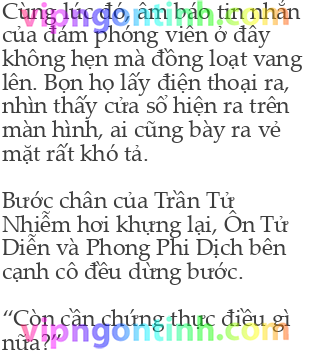 Cùng lúc đó, âm báo tin nhắn
của đám phóng viên ở đây
không hẹn mà đồng loạt vang
lên. Bọn họ lấy điện thoại ra,
nhìn thấy cửa sổ hiện ra trên
màn hình, ai cũng bày ra vẻ
mặt rất khó tả.

Bước chân của Trần Tử
Nhiễm hơi khựng lại, Ôn Tử
Diễn và Phong Phi Dịch bên
cạnh cô đều dừng bước.

“Còn cần chứng thực điều gì
nữa?”
vipngontinh.com
vipngontinh.com